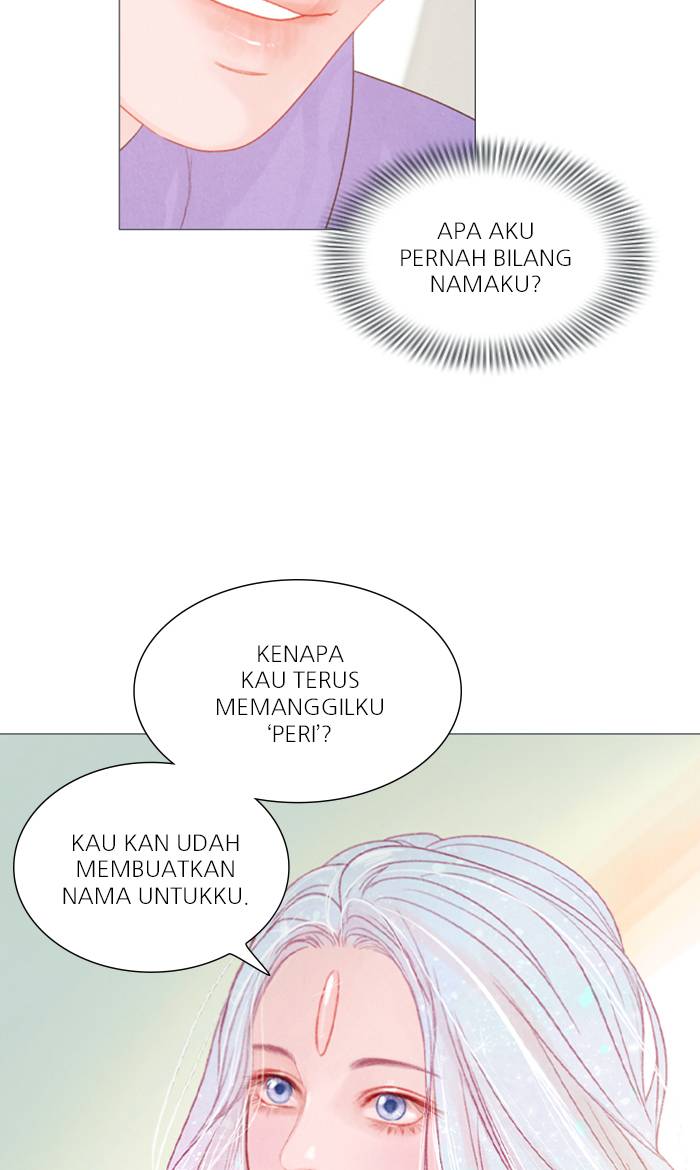 APA AKU
PERNAH BILANG
NAMAKU?
KENAPA
KAU TERUS
MEMANGGILKU
‘PERI’?
KAU KAN UDAH
MEMBUATKAN
NAMA UNTUKKU.